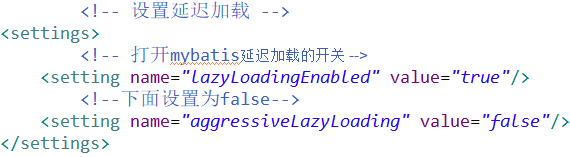 <!-- 设置延迟加载 -->
<settings>
<!-- 打开mybatis延迟加载的开关-->
<setting name="lazyLoadingEnabled" value="true"/>
<!--下面设置为false-->
<setting name="aggressiveLazyLoading" value="false"/>
</settings>